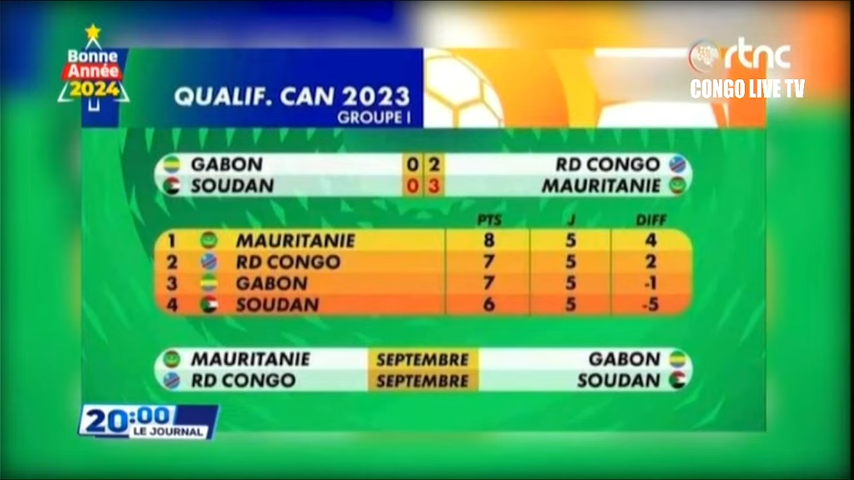 Bonne
Année
2024
rtnc
CONGO LIVE TV
QUALIF. CAN 2023
GROUPE I
GABON 0 2 RD CONGO
SOUDAN 0 3 MAURITANIE
PTS J DIFF
1 MAURITANIE 8 5 4
2 RD CONGO 7 5 2
3 GABON 7 5 -1
4 SOUDAN 6 5 -5
MAURITANIE SEPTEMBRE GABON
RD CONGO SEPTEMBRE SOUDAN
20:00
LE JOURNAL